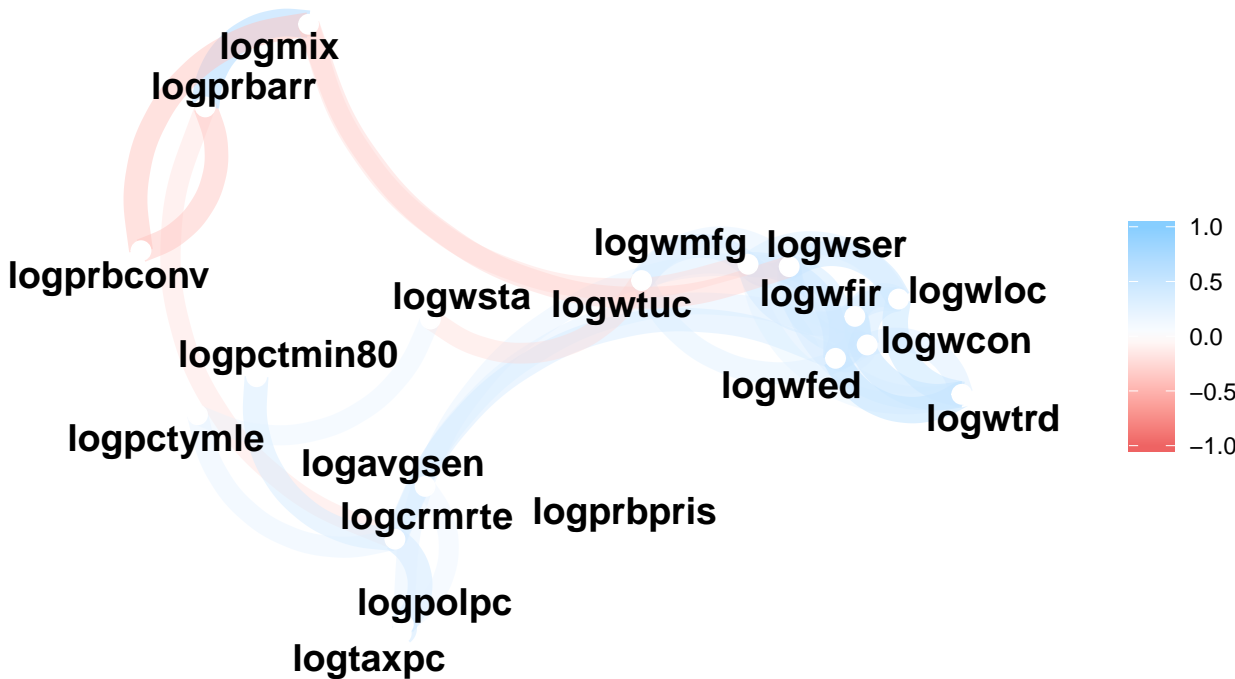 logmix
logprbarr
logwmfg
logwser
logprbconv
logwsta
logwtuc
logwfir
logwloc
logpctmin80
logwcon
logwfed
logwtrd
logpctymle
logavgsen
logcrmrte
logprbpris
logpolpc
logtaxpc
1.0
0.5
0.0
−0.5
−1.0